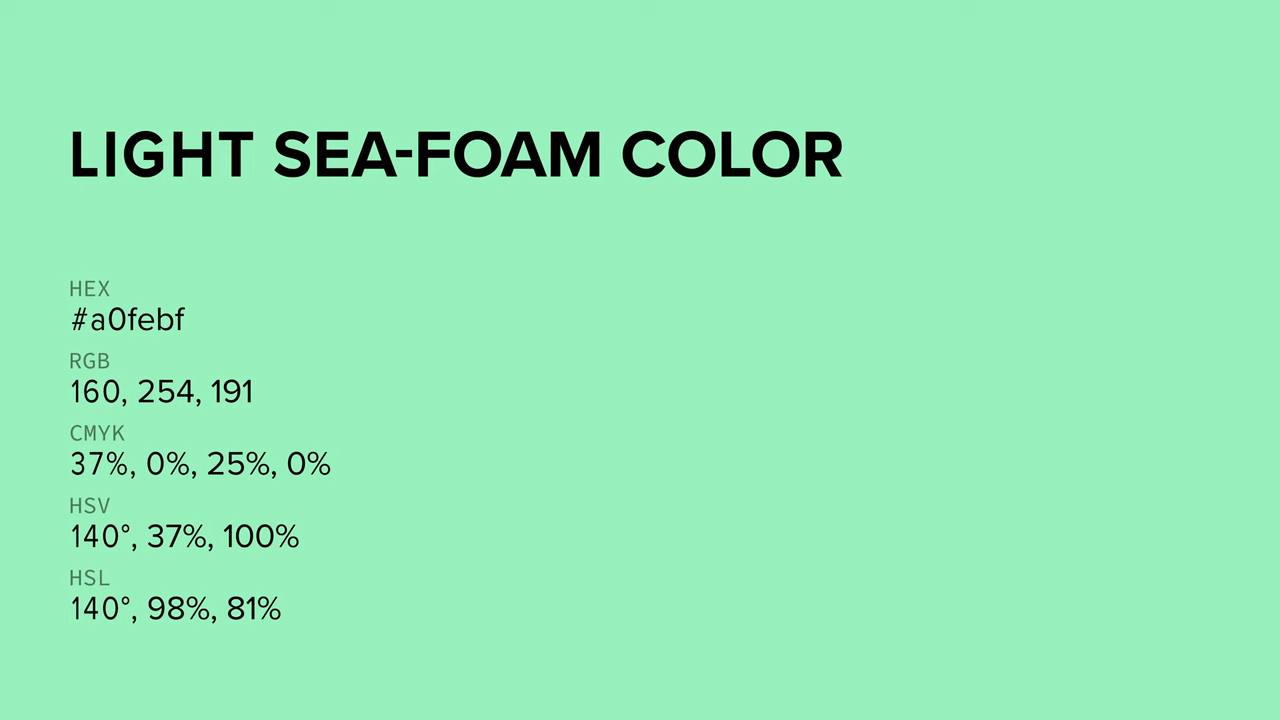 LIGHT SEA-FOAM COLOR
HEX
#a0febf
RGB
160, 254, 191
CMYK
37%, 0%, 25%, 0%
HSV
140°, 37%, 100%
HSL
140°, 98%, 81%